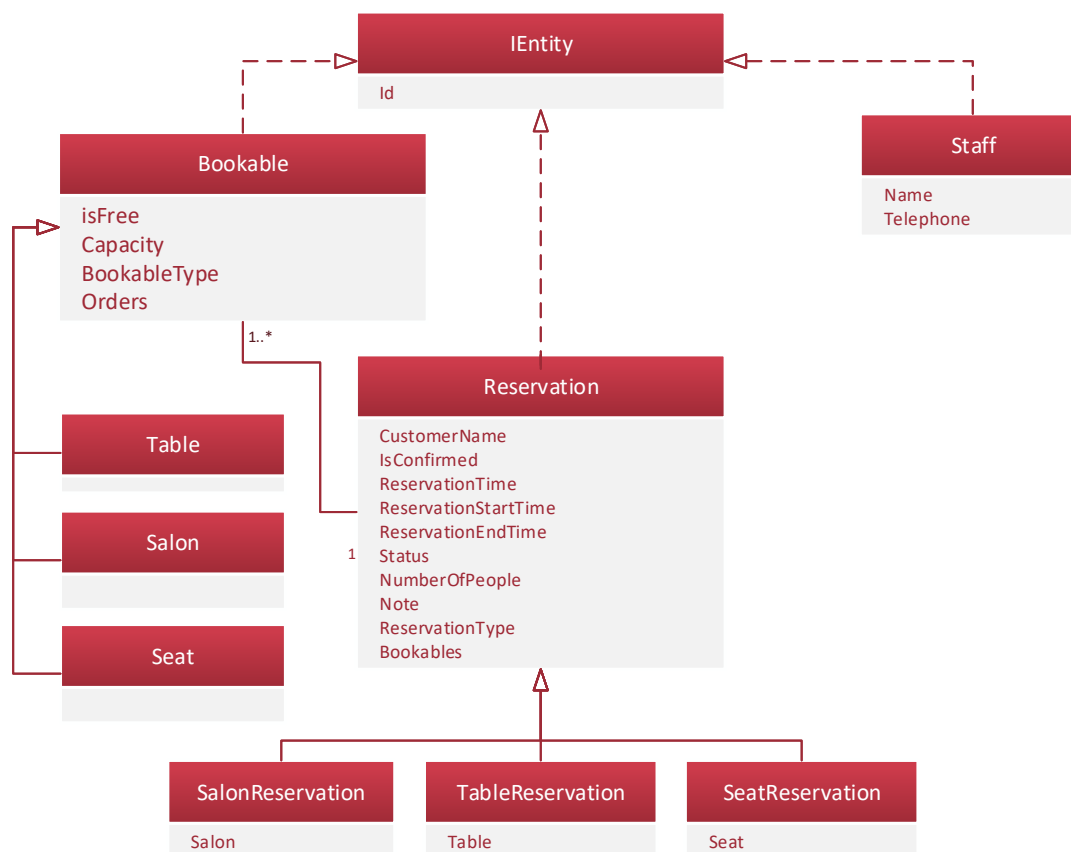 IEntity
Id
Bookable
isFree
Capacity
BookableType
Orders
Staff
Name
Telephone
1..*
Reservation
CustomerName
IsConfirmed
ReservationTime
ReservationStartTime
ReservationEndTime
Status
NumberOfPeople
Note
ReservationType
Bookables
1
Table
Salon
Seat
SalonReservation
Salon
TableReservation
Table
SeatReservation
Seat